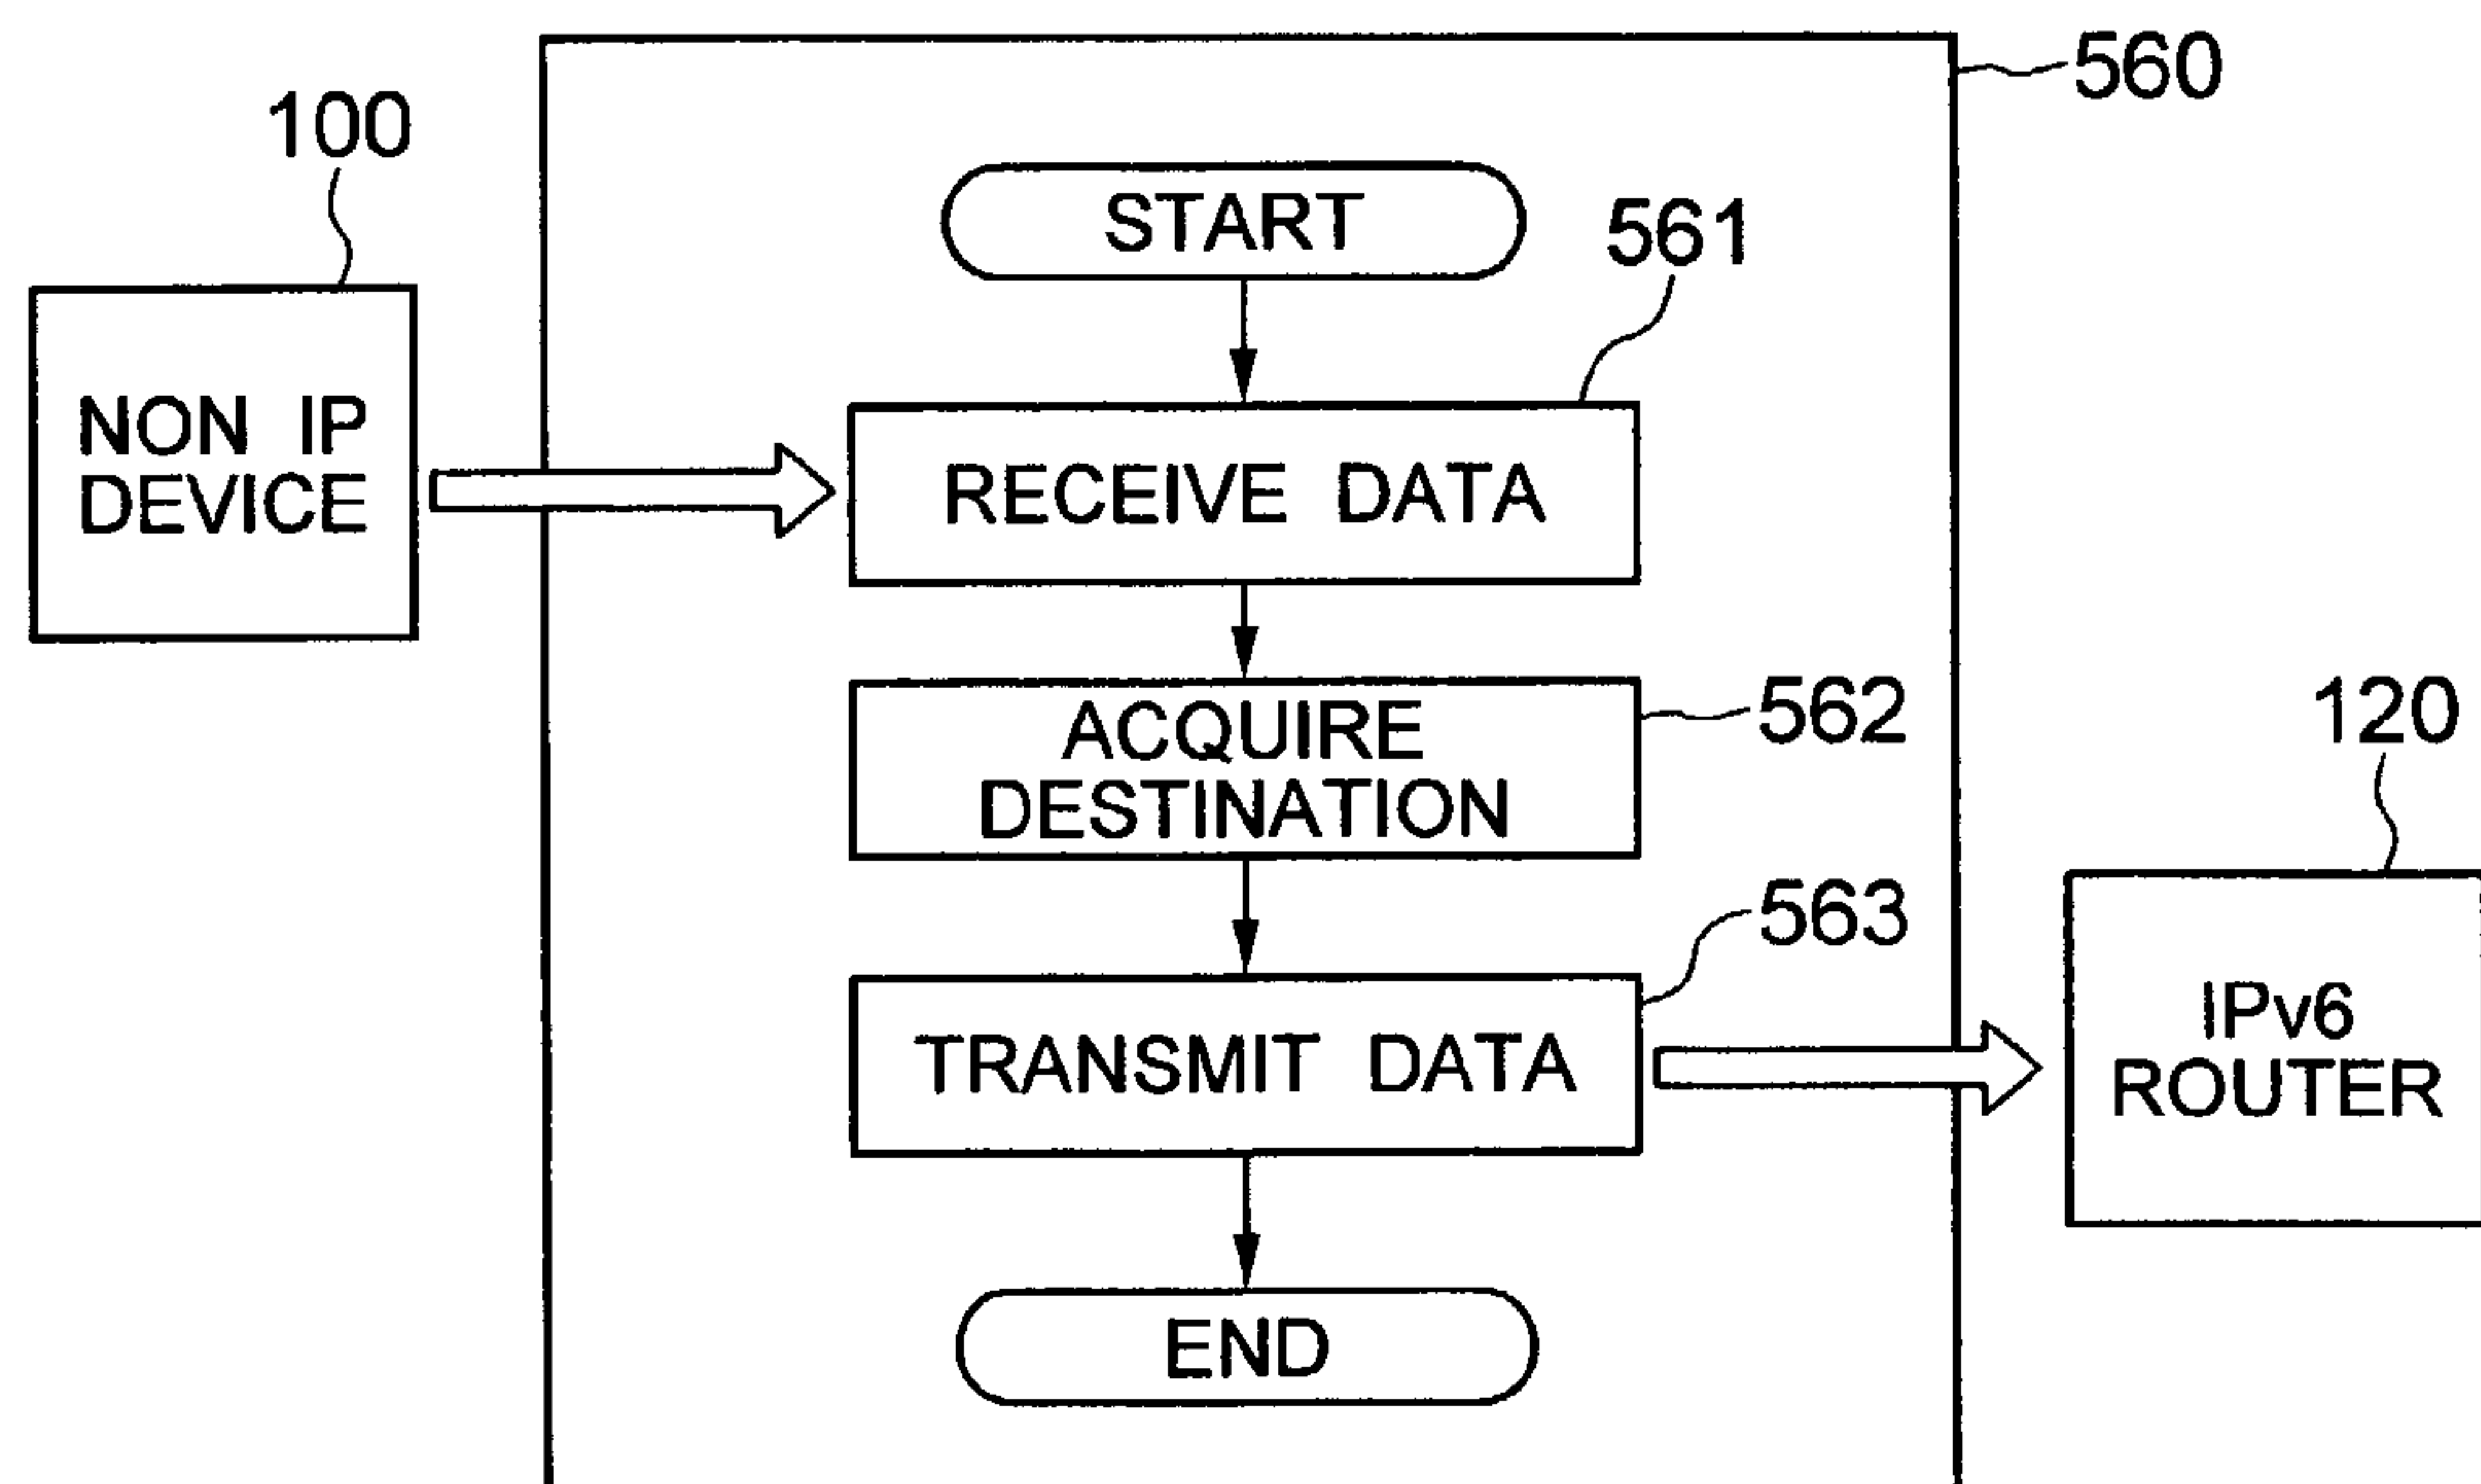 560
100
START
561
NON IP
DEVICE
RECEIVE DATA
562
ACQUIRE
DESTINATION
120
563
IPv6
ROUTER
TRANSMIT DATA
END